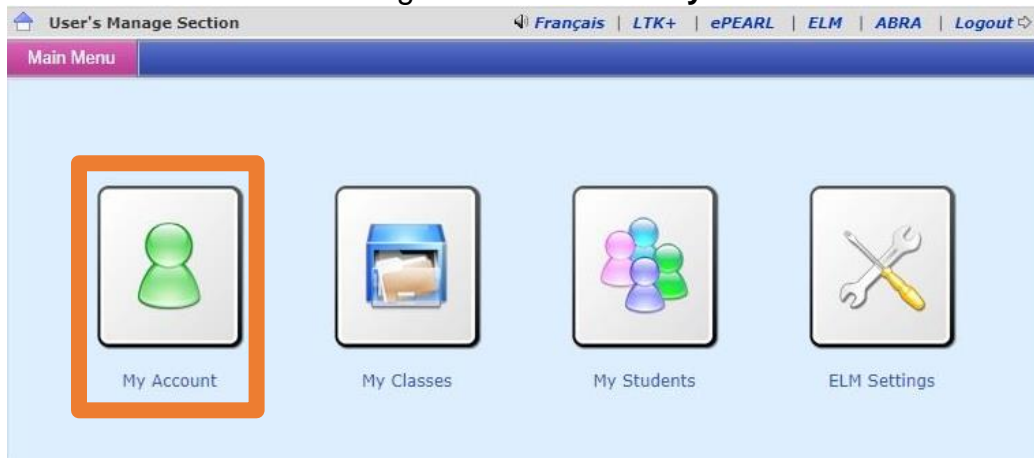 User's Manage Section Français | LTK+ | ePEARL | ELM | ABRA | Logout
Main Menu
My Account My Classes My Students ELM Settings